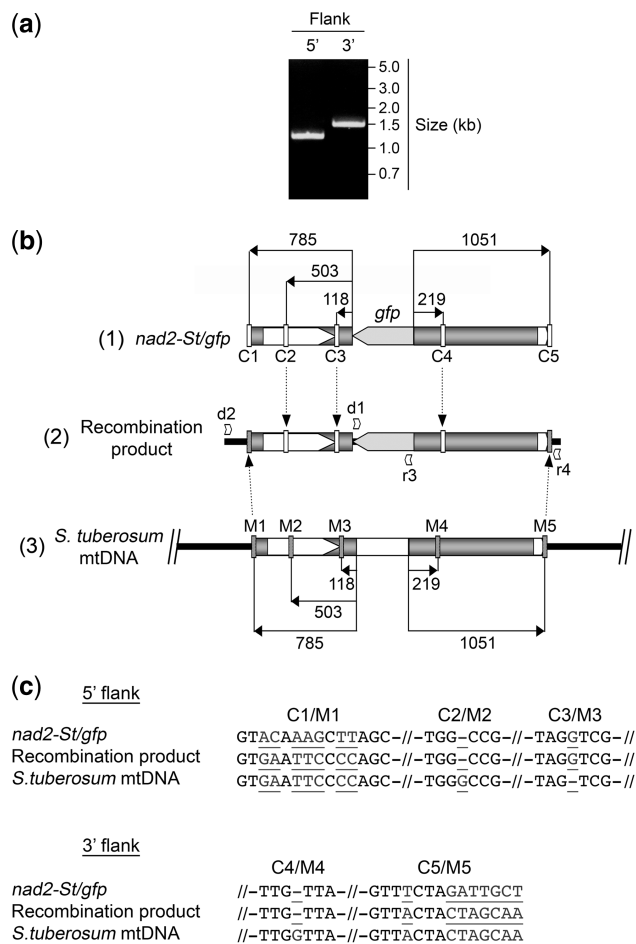 (a)
Flank
5’ 3’
5.0
3.0
2.0
1.5
1.0
0.7
Size (kb)
(b)
785
1051
503
118
gfp
219
(1) nad2-St/gfp
C1 C2 C3 C4 C5
d2
d1
(2) Recombination product
r3
r4
M1 M2 M3 M4 M5
(3) S. tuberosum mtDNA
118
219
503
785
1051
(c)
5’ flank
C1/M1 C2/M2 C3/M3
nad2-St/gfp GTACAAAGCTTAGC–//–TGG–CCG–//–TAGGTCG–//
Recombination product GTGAATTCCCCAGC–//–TGG–CCG–//–TAGGTCG–//
S.tuberosum mtDNA GTGAATTCCCCAGC–//–TGGGCCG–//–TAG–TCG–//
3’ flank
C4/M4 C5/M5
nad2-St/gfp //–TTG–TTA–//–GTTTCTAGATTGCT
Recombination product //–TTG–TTA–//–GTTACTACTAGCAA
S.tuberosum mtDNA //–TTGGTTA–//–GTTACTACTAGCAA